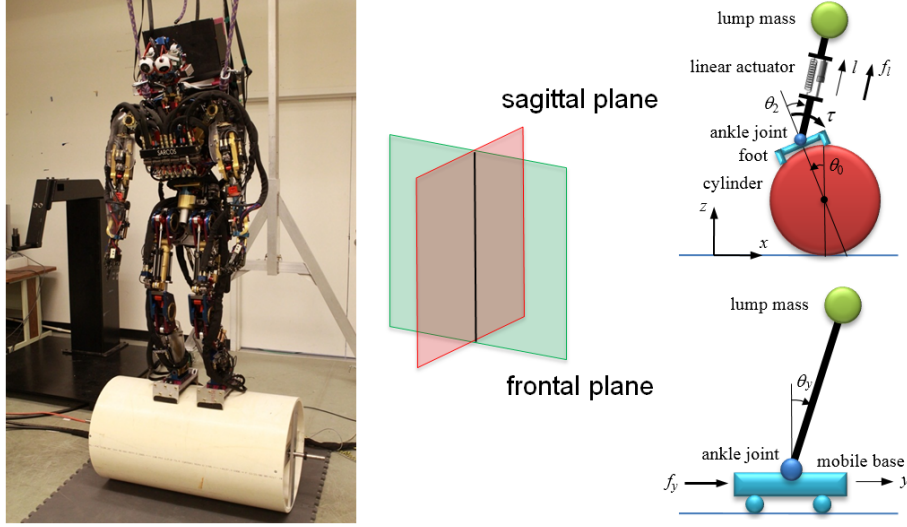 SARCOS
sagittal plane
frontal plane
lump mass
linear actuator
l
f_l
θ_2
τ
ankle joint
foot
θ_0
cylinder
z
x
lump mass
θ_y
ankle joint
mobile base
f_y
y